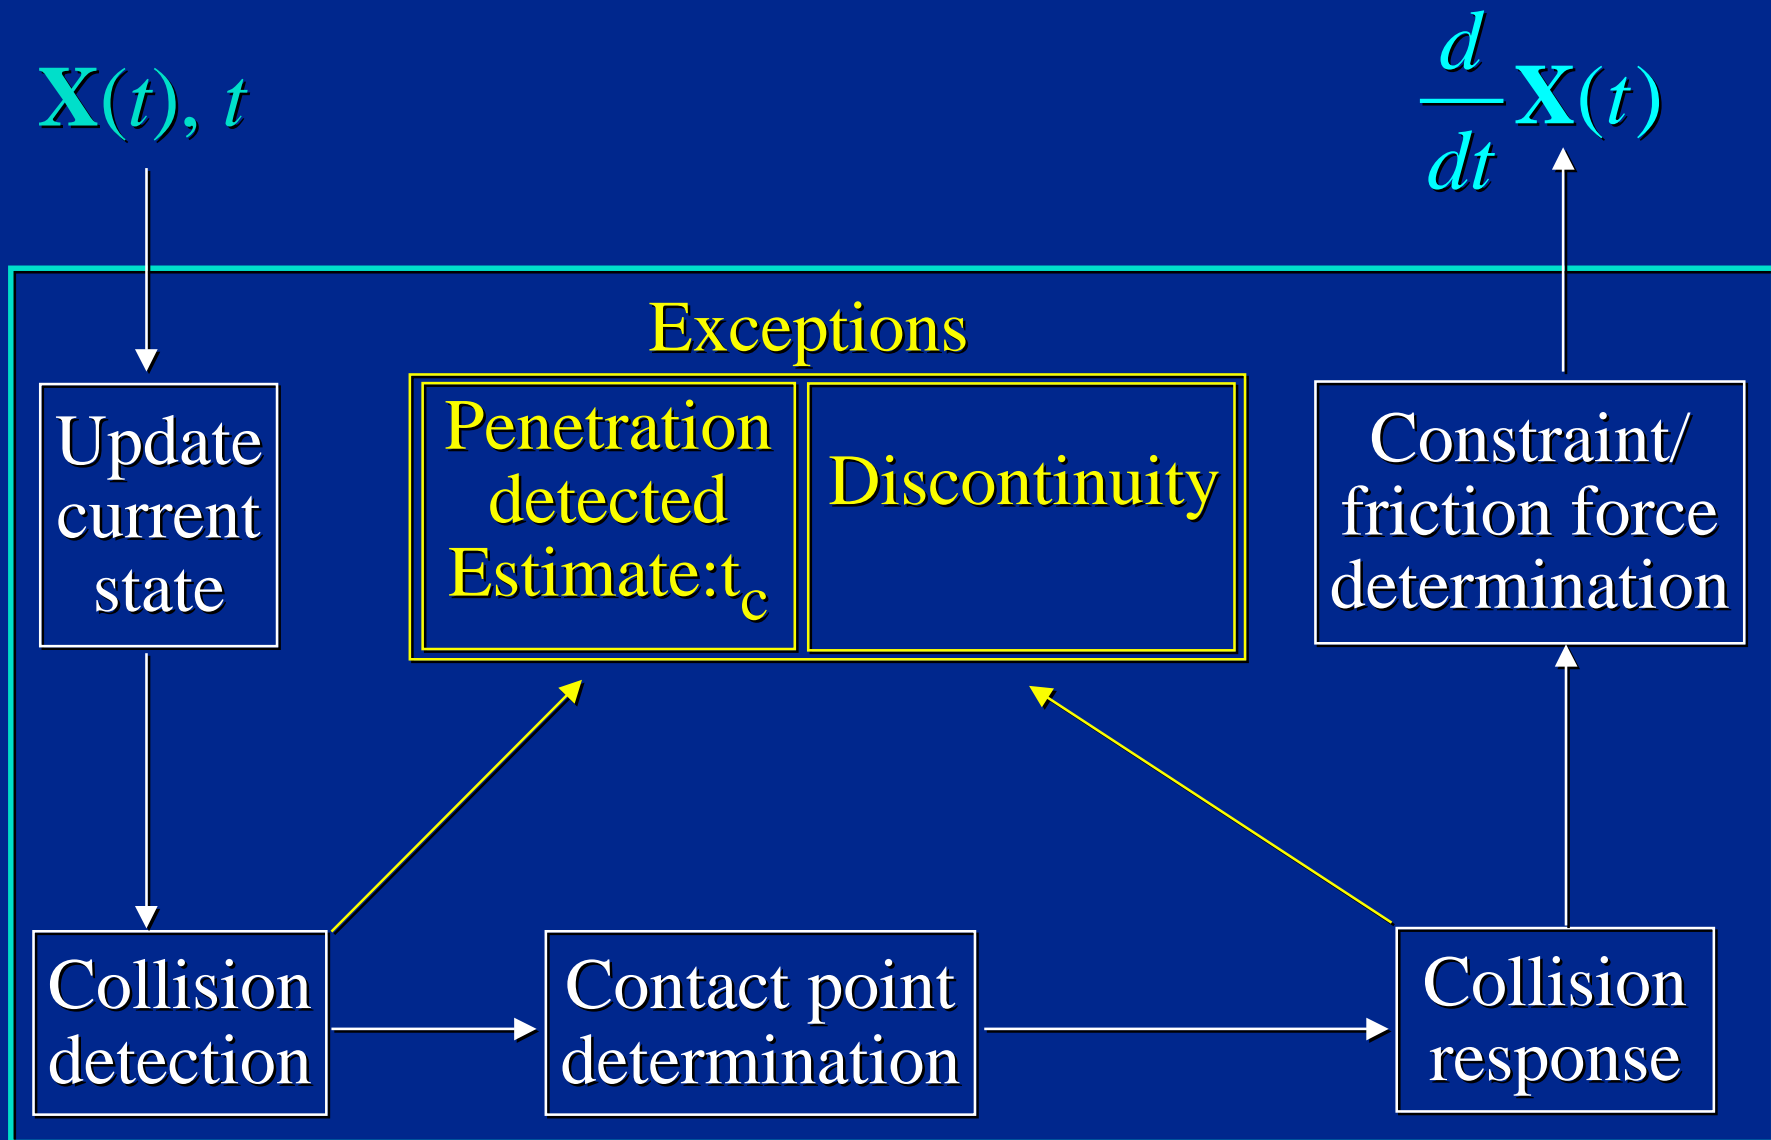 X(t), t
d
dt
X(t)
Exceptions
Update
current
state
Penetration
detected
Estimate:tc
Discontinuity
Constraint/
friction force
determination
Collision
detection
Contact point
determination
Collision
response